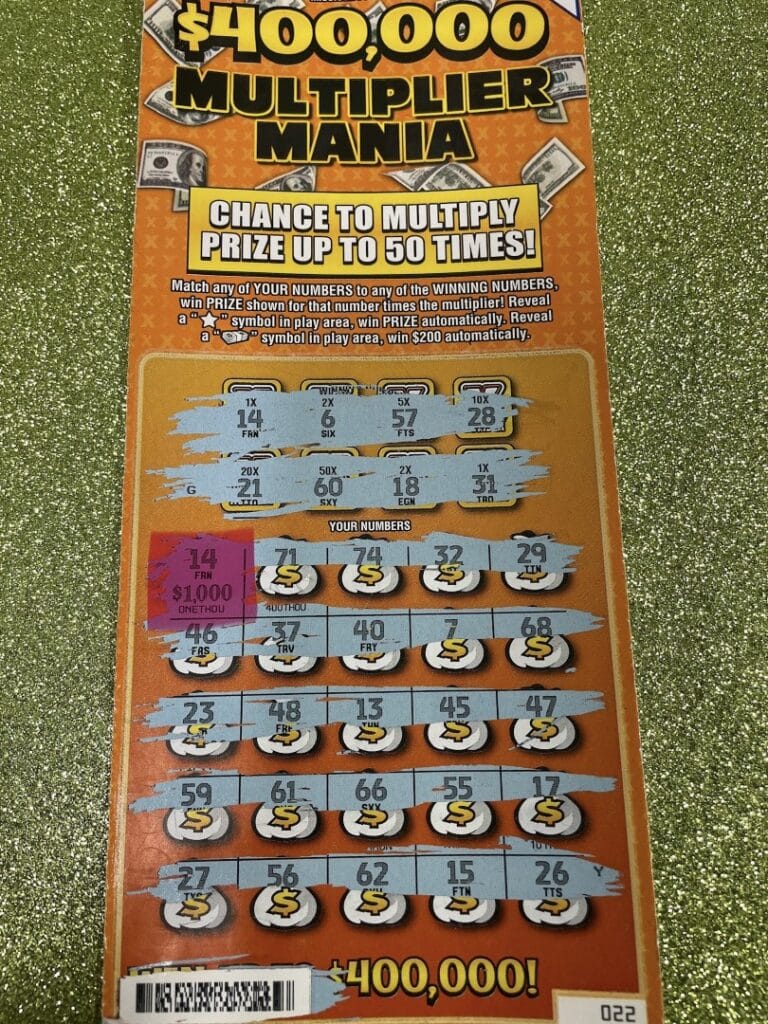 $400,000
MULTIPLIER
MANIA
CHANCE TO MULTIPLY
PRIZE UP TO 50 TIMES!
Match any of YOUR NUMBERS to any of the WINNING NUMBERS,
win PRIZE shown for that number times the multiplier! Reveal
a "☆" symbol in play area, win PRIZE automatically. Reveal
a "" symbol in play area, win $200 automatically.
1X 2X 5X 10X
14 6 57 28
FRN SIX FTS
20X 50X 2X 1X
G 21 60 18 31
TTO SXY EGN TRO
YOUR NUMBERS
14 71 74 32 29
FRN TTN
$1,000
ONETHOU 400THOU
46 37 40 7 68
FRS TRV FRY
23 48 13 45 47
59 61 66 55 17
SXX
27 56 62 15 26 Y
FTN TTS
$400,000!
022